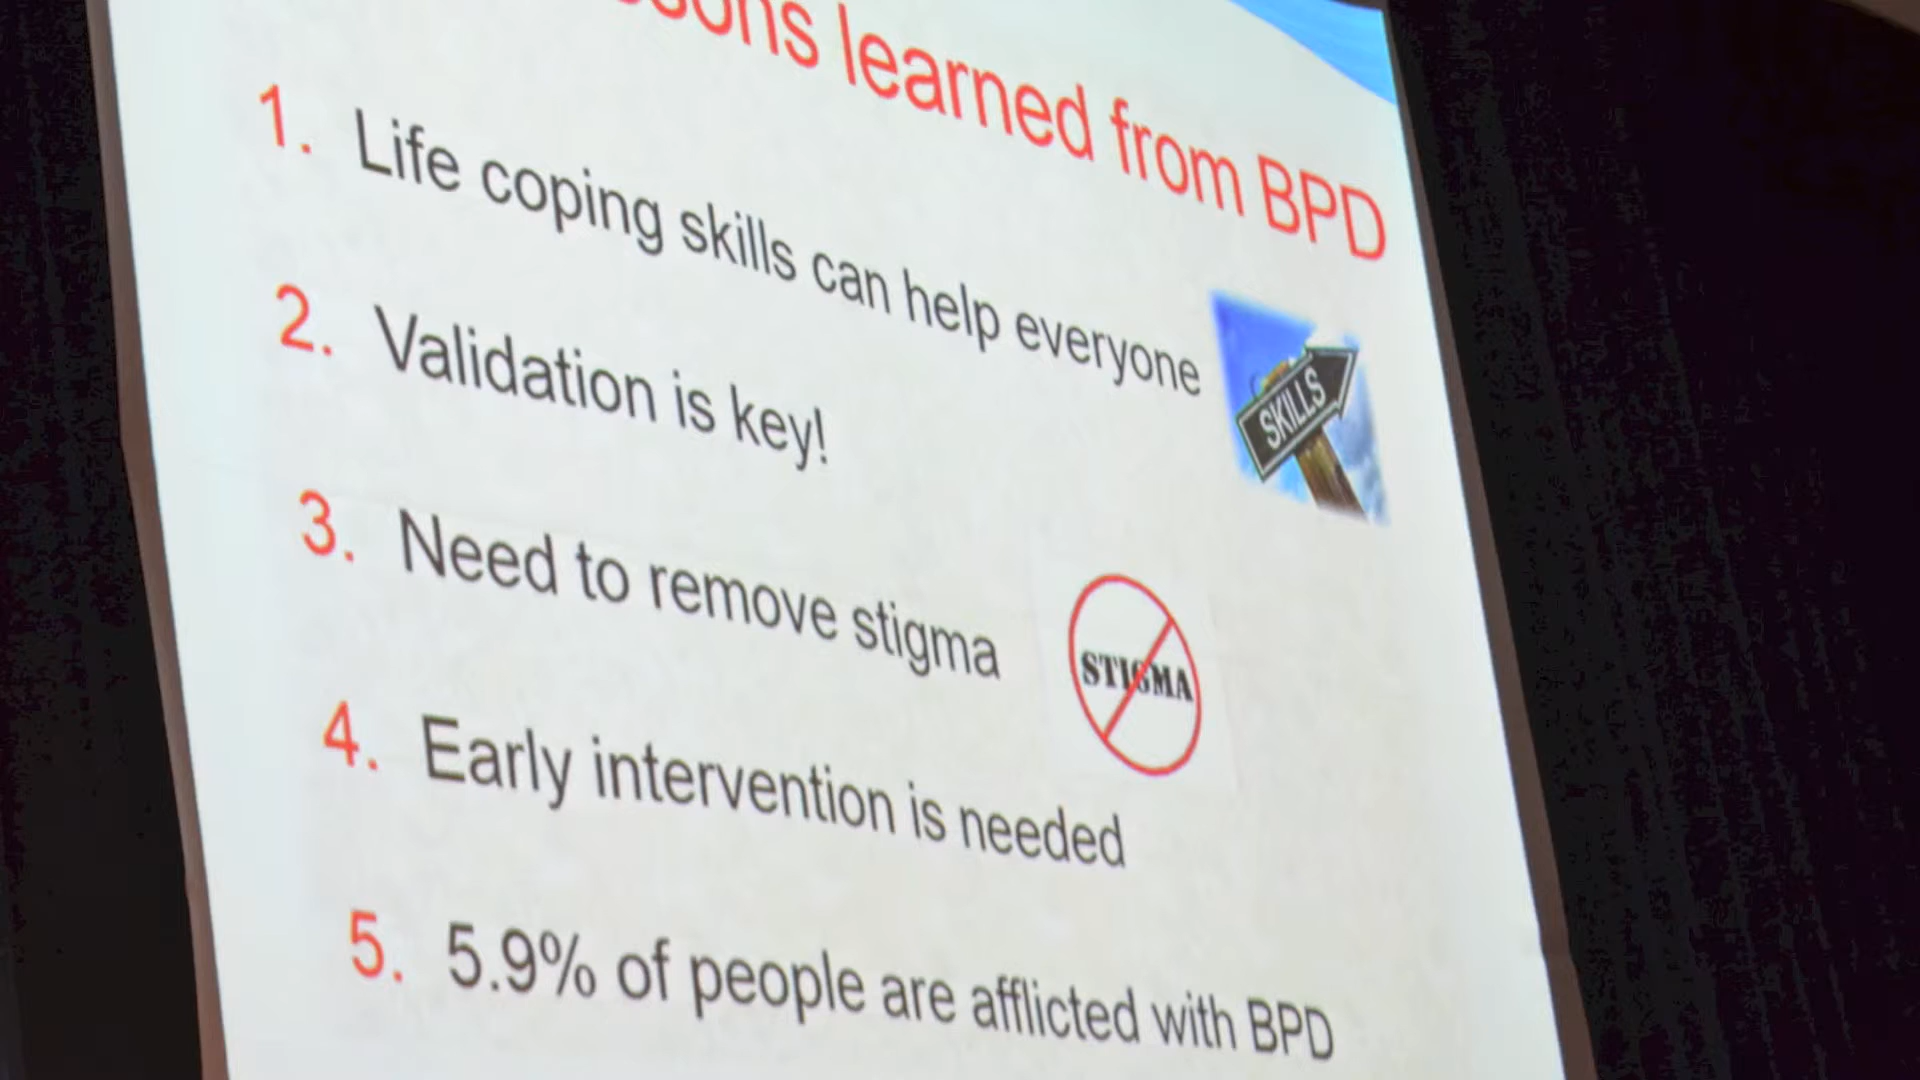 learned from BPD
1. Life coping skills can help everyone
SKILLS
2. Validation is key!
3. Need to remove stigma
STIGMA
4. Early intervention is needed
5. 5.9% of people are afflicted with BPD